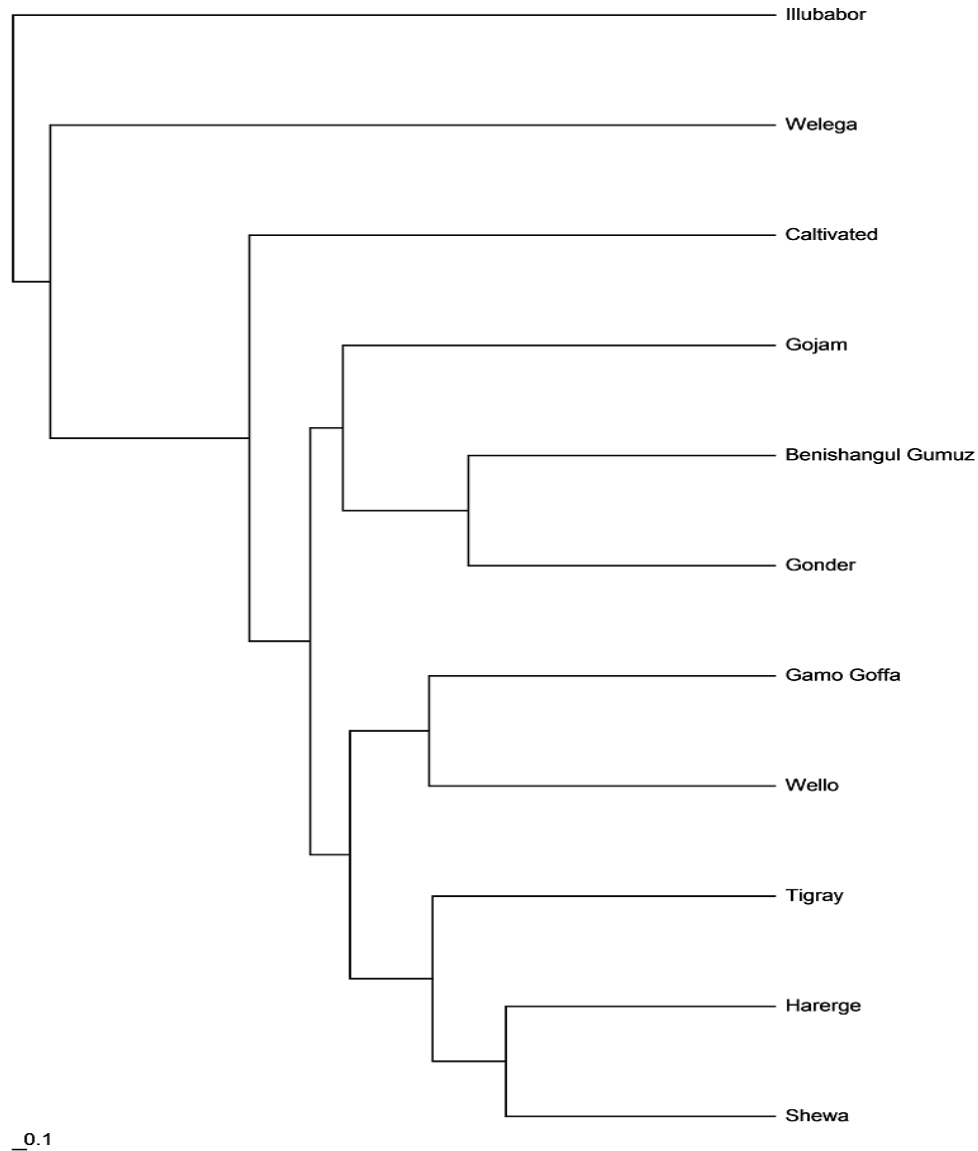 Illubabor
Welega
Caltivated
Gojam
Benishangul Gumuz
Gonder
Gamo Goffa
Wello
Tigray
Harerge
Shewa
0.1